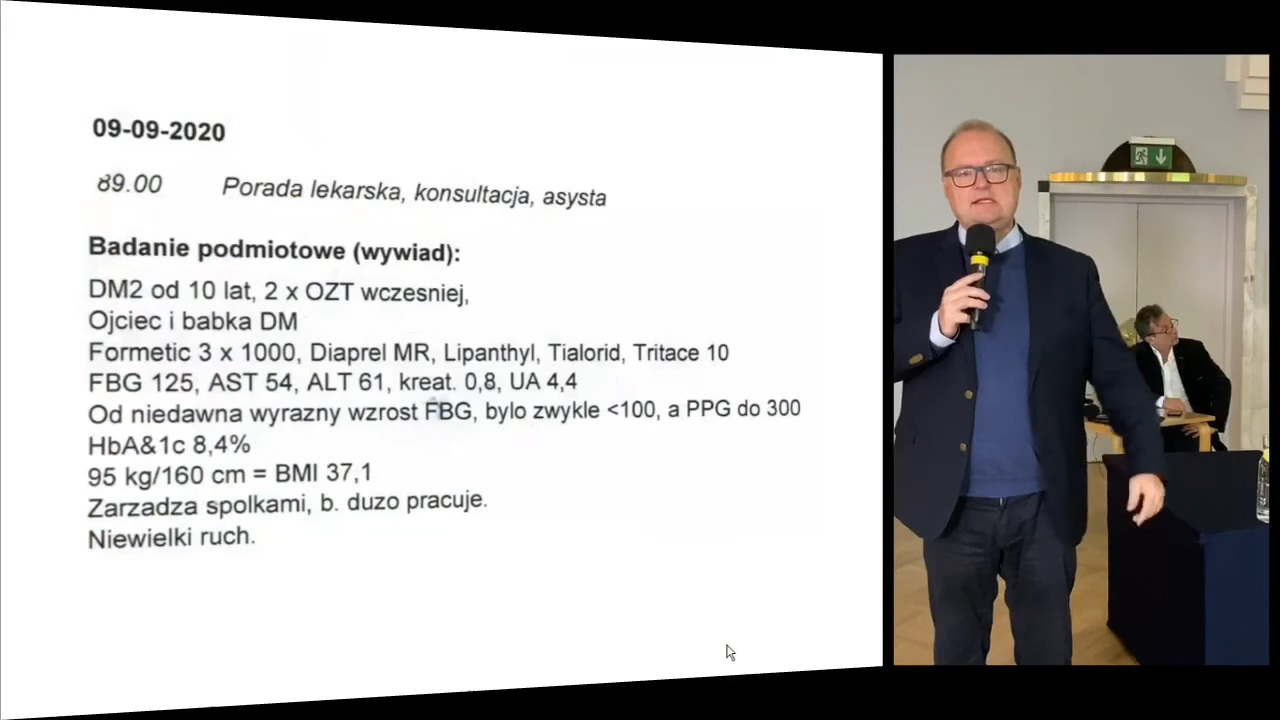 09-09-2020
89.00 Porada lekarska, konsultacja, asysta
Badanie podmiotowe (wywiad):
DM2 od 10 lat, 2 x OZT wczesniej,
Ojciec i babka DM
Formetic 3 x 1000, Diaprel MR, Lipanthyl, Tialorid, Tritace 10
FBG 125, AST 54, ALT 61, kreat. 0,8, UA 4,4
Od niedawna wyrazny wzrost FBG, bylo zwykle <100, a PPG do 300
HbA&1c 8,4%
95 kg/160 cm = BMI 37,1
Zarzadza spolkami, b. duzo pracuje.
Niewielki ruch.